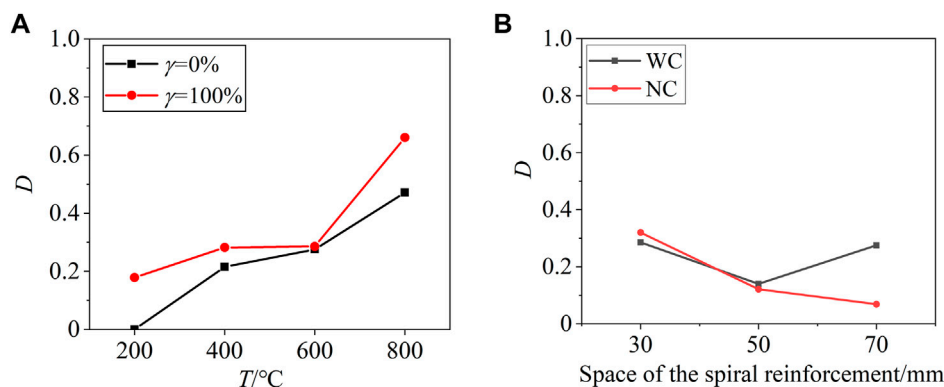 A
1.0
0.8
0.6
0.4
0.2
0
D
γ=0%
γ=100%
200
400
600
800
T/°C
B
1.0
0.8
0.6
0.4
0.2
0
D
WC
NC
30
50
70
Space of the spiral reinforcement/mm